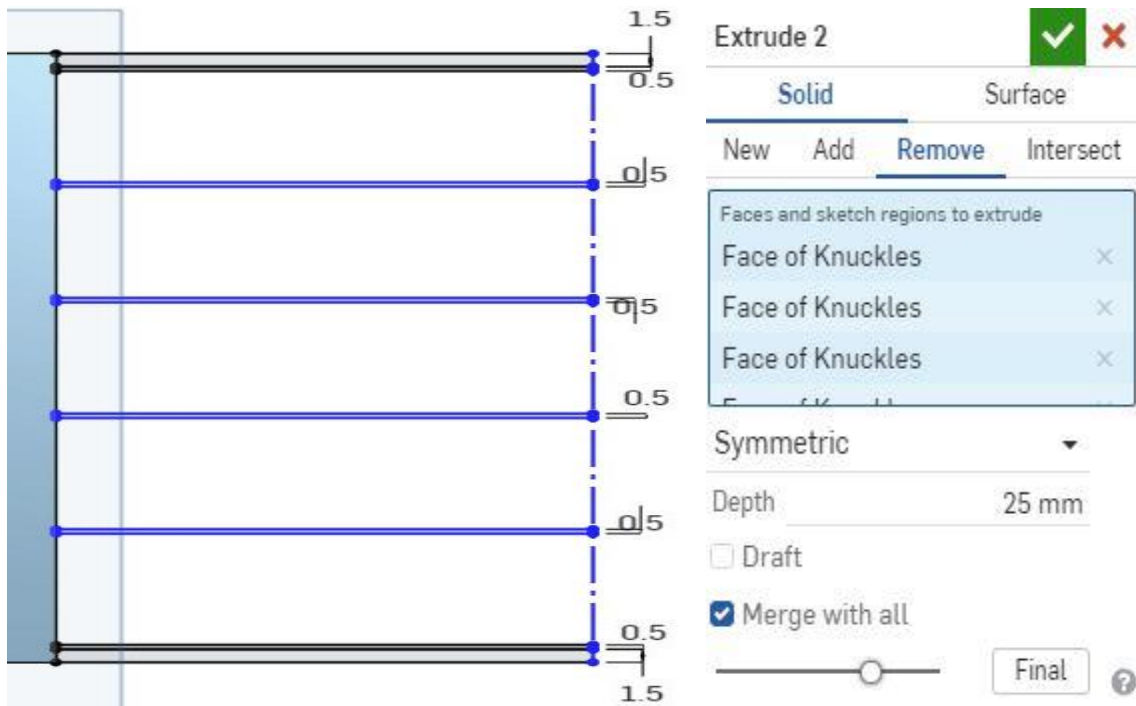 1.5
0.5
0.5
0.5
0.5
0.5
0.5
1.5
Extrude 2
Solid Surface
New Add Remove Intersect
Faces and sketch regions to extrude
Face of Knuckles
Face of Knuckles
Face of Knuckles
Symmetric
Depth 25 mm
Draft
Merge with all
Final